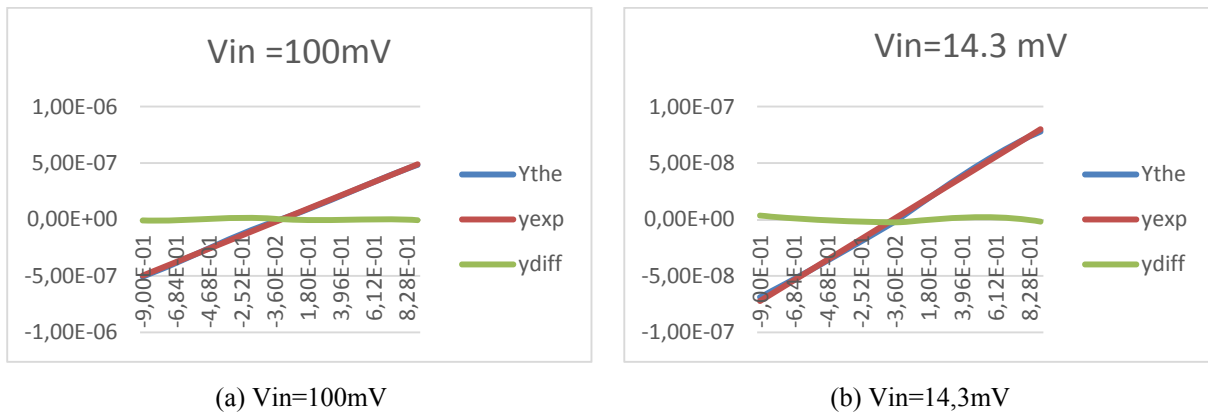 Vin =100mV
1,00E-06
5,00E-07
0,00E+00
-5,00E-07
-1,00E-06
-9,00E-01
-6,84E-01
-4,68E-01
-2,52E-01
-3,60E-02
1,80E-01
3,96E-01
6,12E-01
8,28E-01
Ythe
yexp
ydiff
(a) Vin=100mV
Vin=14.3 mV
1,00E-07
5,00E-08
0,00E+00
-5,00E-08
-1,00E-07
-9,00E-01
-6,84E-01
-4,68E-01
-2,52E-01
-3,60E-02
1,80E-01
3,96E-01
6,12E-01
8,28E-01
Ythe
yexp
ydiff
(b) Vin=14,3mV